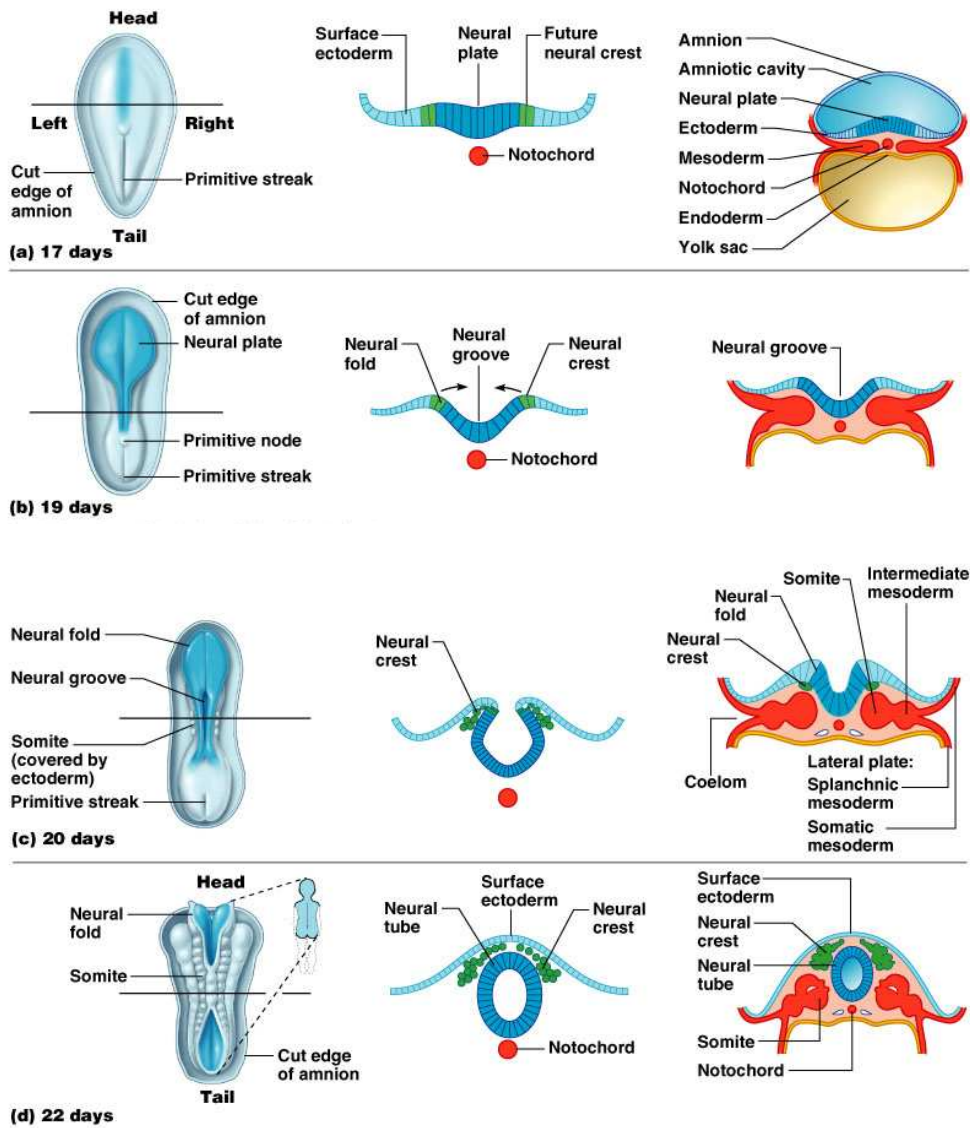 Head
Left
Right
Cut
edge of
amnion
Primitive streak
Tail
(a) 17 days
Surface
ectoderm
Neural
plate
Future
neural crest
Notochord
Amnion
Amniotic cavity
Neural plate
Ectoderm
Mesoderm
Notochord
Endoderm
Yolk sac
Cut edge
of amnion
Neural plate
Primitive node
Primitive streak
(b) 19 days
Neural
fold
Neural
groove
Neural
crest
Notochord
Neural groove
Neural fold
Neural groove
Somite
(covered by
ectoderm)
Primitive streak
(c) 20 days
Neural
crest
Somite
Intermediate
mesoderm
Neural
fold
Neural
crest
Coelom
Lateral plate:
Splanchnic
mesoderm
Somatic
mesoderm
Head
Neural
fold
Somite
Cut edge
of amnion
Tail
(d) 22 days
Surface
ectoderm
Neural
tube
Neural
crest
Notochord
Surface
ectoderm
Neural
crest
Neural
tube
Somite
Notochord